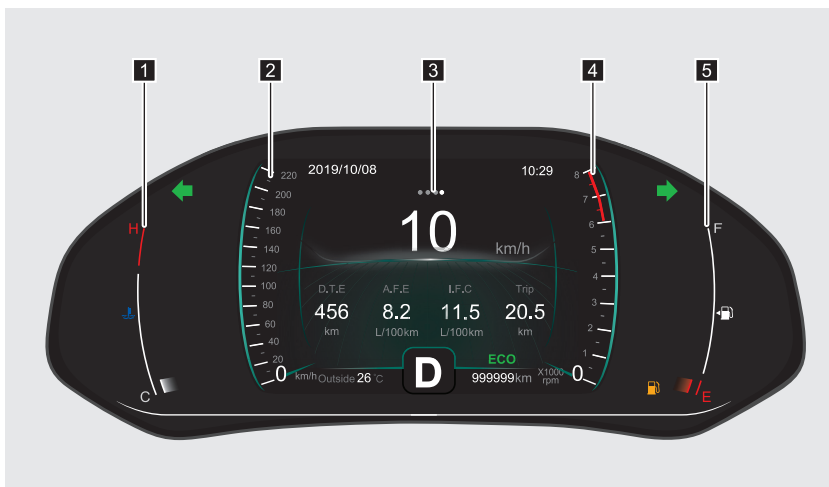 1 2 3 4 5
2019/10/08 10:29
220
200
180
160
140
120
100
80
60
40
20
0 km/h
H
C
10 km/h
D.T.E A.F.E I.F.C Trip
456 8.2 11.5 20.5
km L/100km L/100km km
Outside 26°C
D
ECO
999999km
8
7
6
5
4
3
2
1
X1000 rpm 0
F
E